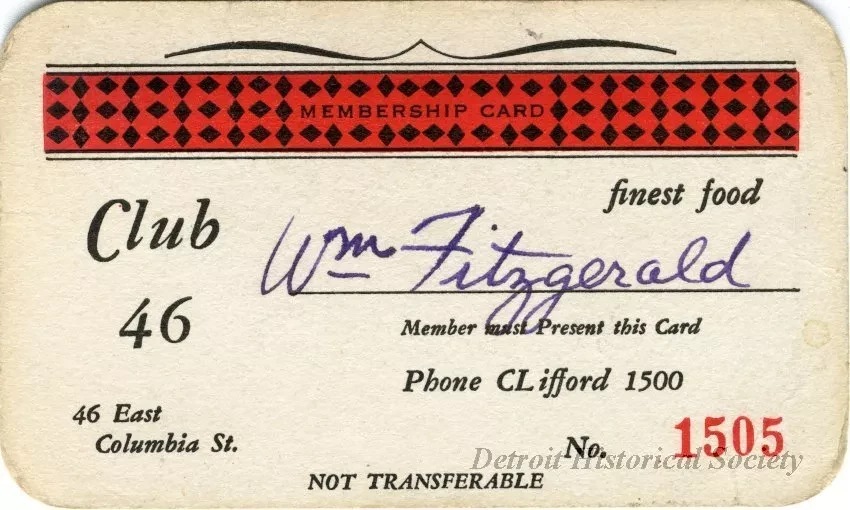 MEMBERSHIP CARD
finest food
Club
46
Wm Fitzgerald
Member must Present this Card
Phone CLifford 1500
46 East
Columbia St.
No. 1505
Detroit Historical Society
NOT TRANSFERABLE